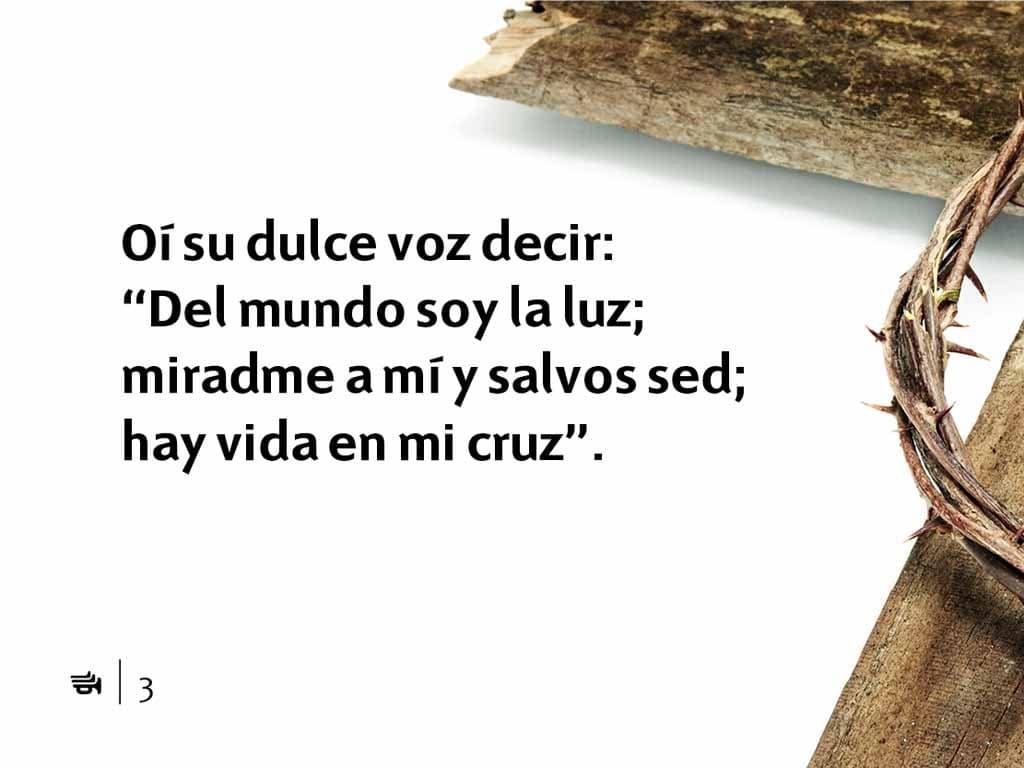 Oí su dulce voz decir:
“Del mundo soy la luz;
miradme a mí y salvos sed;
hay vida en mi cruz”.
3